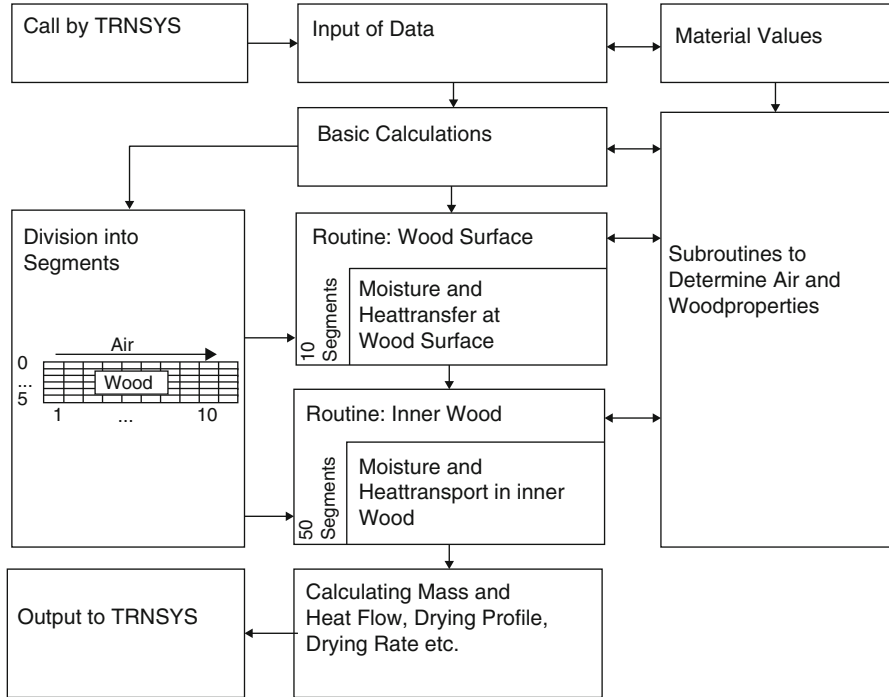 Call by TRNSYS
Input of Data
Material Values
Basic Calculations
Division into
Segments
Air
0
...
5
Wood
1
...
10
Routine: Wood Surface
10
Segments
Moisture and
Heattransfer at
Wood Surface
Subroutines to
Determine Air and
Woodproperties
Routine: Inner Wood
50
Segments
Moisture and
Heattransport in inner
Wood
Output to TRNSYS
Calculating Mass and
Heat Flow, Drying Profile,
Drying Rate etc.